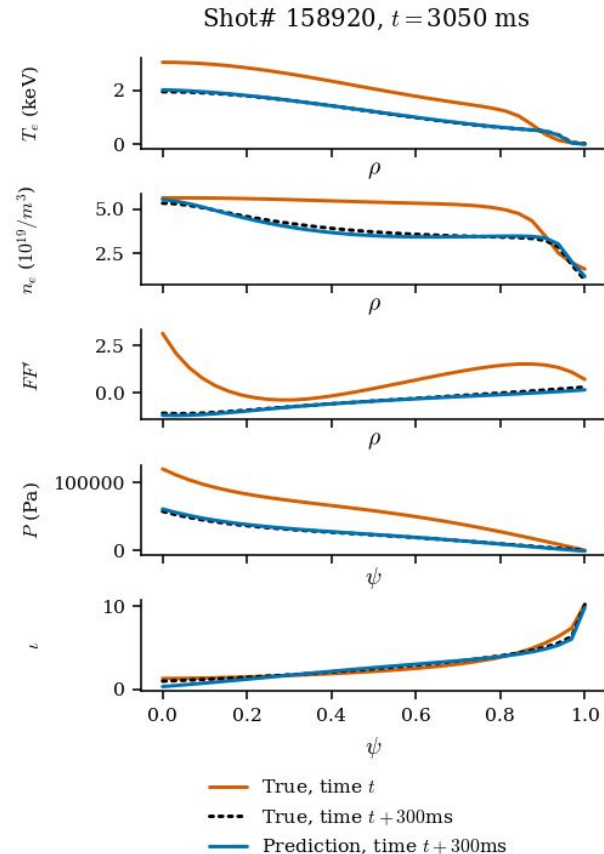 Shot# 158920, t = 3050 ms
T_e (keV)
2
0
ρ
n_e (10^19/m^3)
5.0
2.5
ρ
FF'
2.5
0.0
ρ
P (Pa)
100000
0
ψ
ι
10
0
0.0 0.2 0.4 0.6 0.8 1.0
ψ
True, time t
True, time t + 300ms
Prediction, time t + 300ms